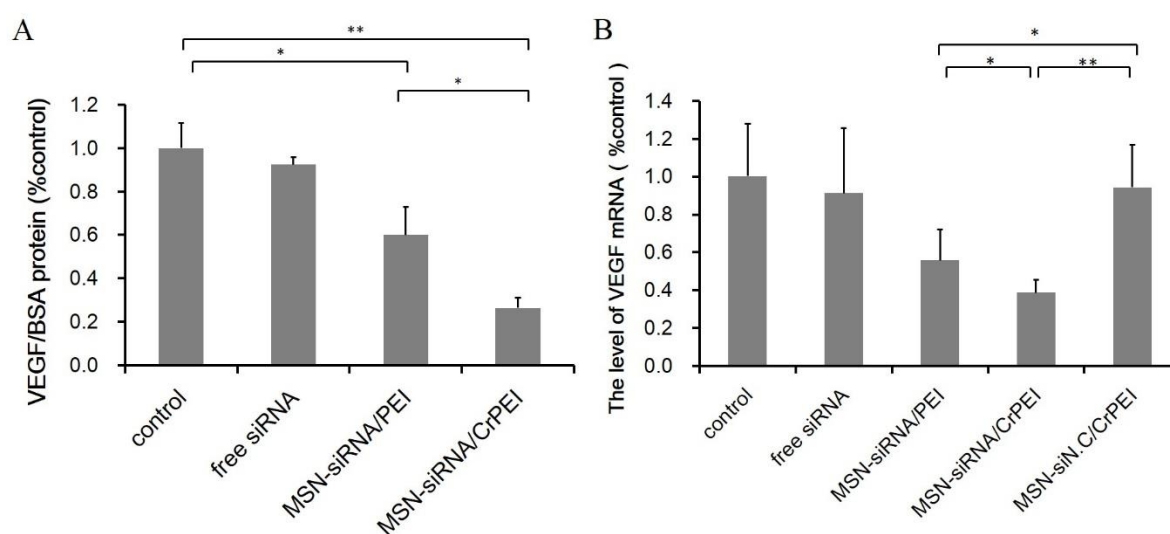 A
**
*
*
VEGF/BSA protein (%control)
1.2
1.0
0.8
0.6
0.4
0.2
0.0
control
free siRNA
MSN-siRNA/PEI
MSN-siRNA/CrPEI
B
*
*
**
The level of VEGF mRNA ( %control )
1.4
1.2
1.0
0.8
0.6
0.4
0.2
0.0
control
free siRNA
MSN-siRNA/PEI
MSN-siRNA/CrPEI
MSN-siN.C/CrPEI